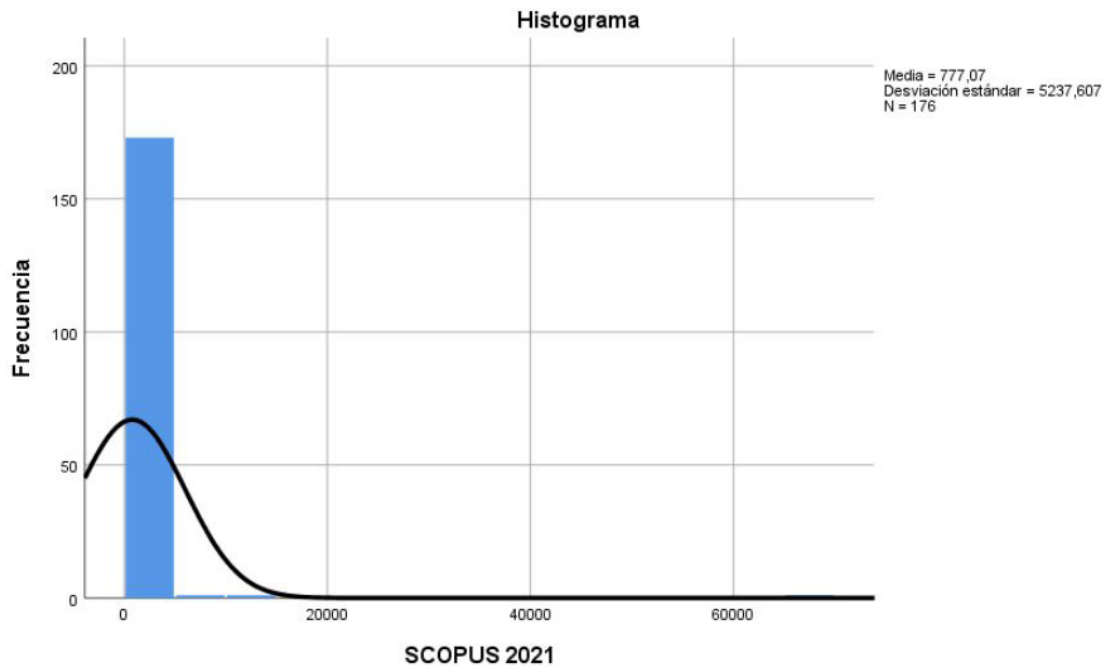 Histograma
Media = 777,07
Desviación estándar = 5237,607
N = 176
200
150
100
50
0
Frecuencia
0 20000 40000 60000
SCOPUS 2021